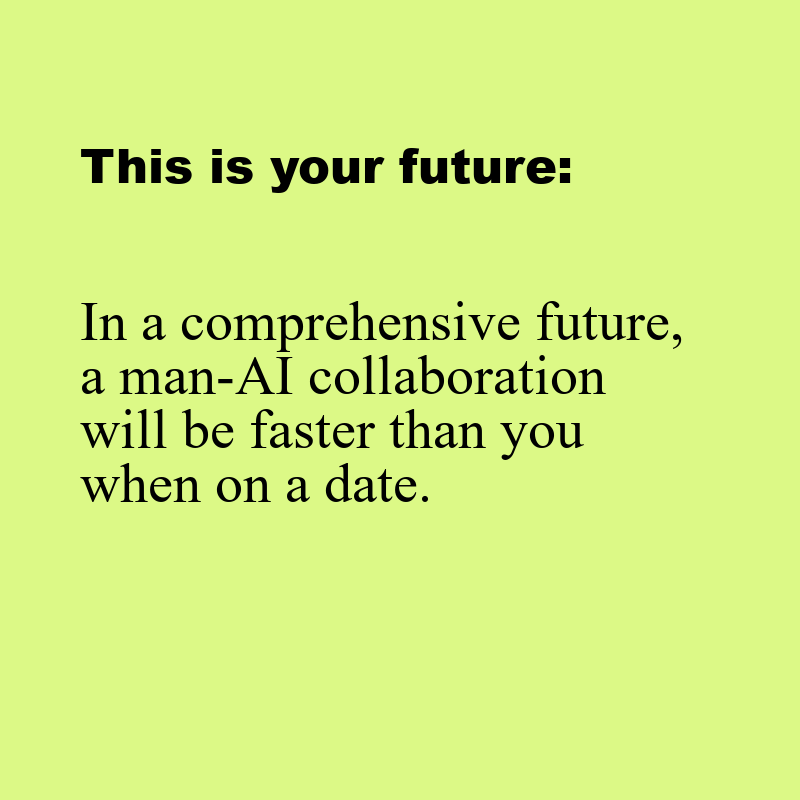 This is your future:
In a comprehensive future,
a man-AI collaboration
will be faster than you
when on a date.